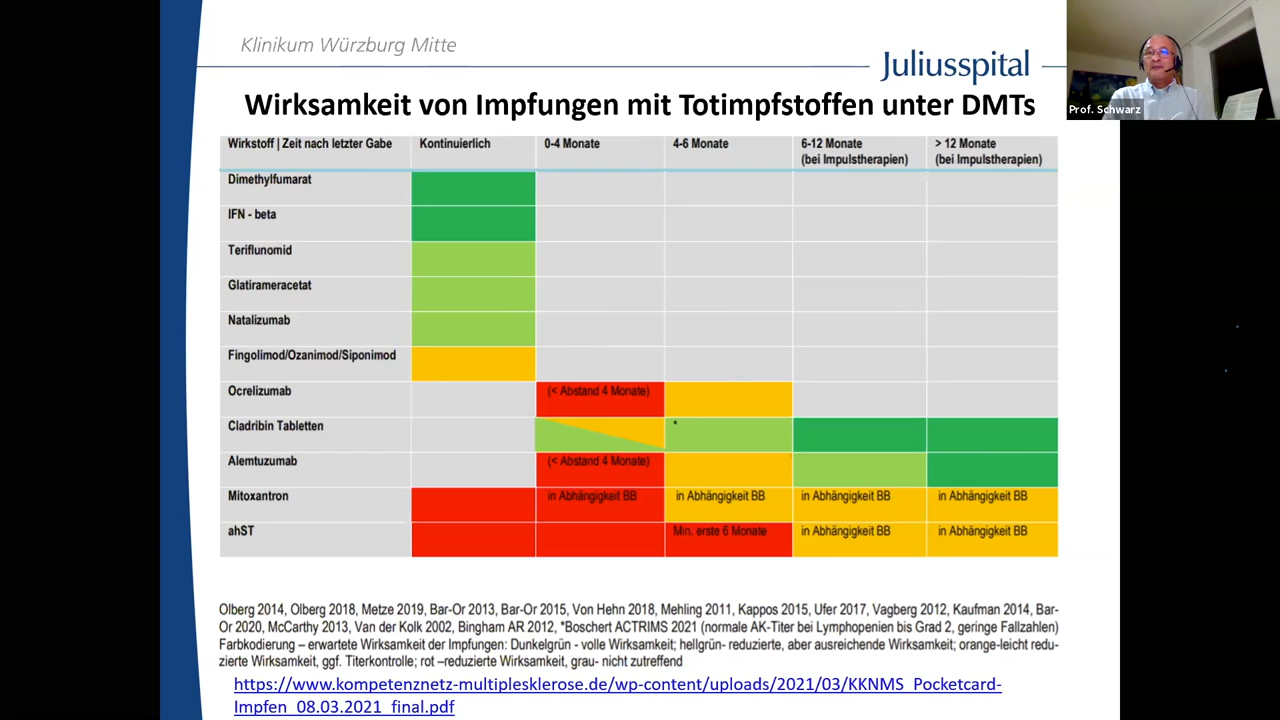 Klinikum Würzburg Mitte
Juliusspital
Prof. Schwarz
Wirksamkeit von Impfungen mit Totimpfstoffen unter DMTs
Wirkstoff | Zeit nach letzter Gabe Kontinuierlich 0-4 Monate 4-6 Monate 6-12 Monate > 12 Monate
(bei Impulstherapien) (bei Impulstherapien)
Dimethylfumarat
IFN - beta
Teriflunomid
Glatirameracetat
Natalizumab
Fingolimod/Ozanimod/Siponimod
Ocrelizumab (< Abstand 4 Monate)
Cladribin Tabletten *
Alemtuzumab (< Abstand 4 Monate)
Mitoxantron in Abhängigkeit BB in Abhängigkeit BB in Abhängigkeit BB in Abhängigkeit BB
ahST Min. erste 6 Monate in Abhängigkeit BB in Abhängigkeit BB
Olberg 2014, Olberg 2018, Metze 2019, Bar-Or 2013, Bar-Or 2015, Von Hehn 2018, Mehling 2011, Kappos 2015, Ufer 2017, Vagberg 2012, Kaufman 2014, Bar-
Or 2020, McCarthy 2013, Van der Kolk 2002, Bingham AR 2012, *Boschert ACTRIMS 2021 (normale AK-Titer bei Lymphopenien bis Grad 2, geringe Fallzahlen)
Farbkodierung – erwartete Wirksamkeit der Impfungen: Dunkelgrün - volle Wirksamkeit; hellgrün- reduzierte, aber ausreichende Wirksamkeit; orange-leicht redu-
zierte Wirksamkeit, ggf. Titerkontrolle; rot –reduzierte Wirksamkeit, grau- nicht zutreffend
https://www.kompetenznetz-multiplesklerose.de/wp-content/uploads/2021/03/KKNMS_Pocketcard-
Impfen_08.03.2021_final.pdf